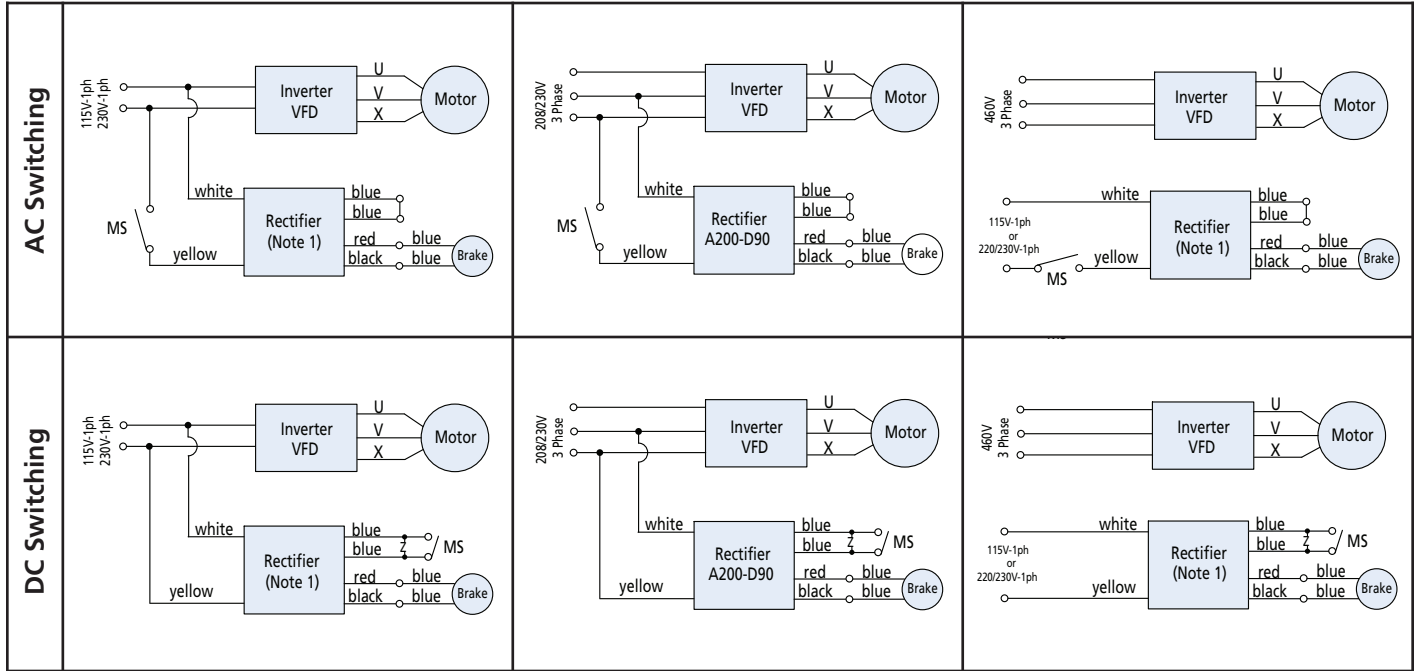 AC Switching
115V-1ph
230V-1ph
Inverter
VFD
U
V
X
Motor
white
MS
yellow
Rectifier
(Note 1)
blue
blue
red
black
blue
blue
Brake
208/230V
3 Phase
Inverter
VFD
U
V
X
Motor
white
MS
yellow
Rectifier
A200-D90
blue
blue
red
black
blue
blue
Brake
460V
3 Phase
Inverter
VFD
U
V
X
Motor
115V-1ph
or
220/230V-1ph
white
MS
yellow
Rectifier
(Note 1)
blue
blue
red
black
blue
blue
Brake
DC Switching
115V-1ph
230V-1ph
Inverter
VFD
U
V
X
Motor
white
yellow
Rectifier
(Note 1)
blue
blue
Z
MS
red
black
blue
blue
Brake
208/230V
3 Phase
Inverter
VFD
U
V
X
Motor
white
yellow
Rectifier
A200-D90
blue
blue
Z
MS
red
black
blue
blue
Brake
460V
3 Phase
Inverter
VFD
U
V
X
Motor
115V-1ph
or
220/230V-1ph
white
yellow
Rectifier
(Note 1)
blue
blue
Z
MS
red
black
blue
blue
Brake